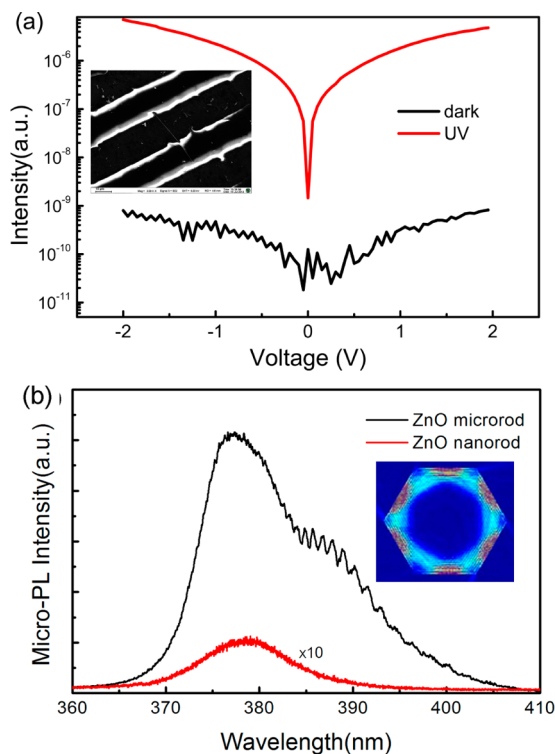 (a)
Intensity(a.u.)
10⁻⁶
10⁻⁷
10⁻⁸
10⁻⁹
10⁻¹⁰
10⁻¹¹
dark
UV
-2 -1 0 1 2
Voltage (V)
(b)
Micro-PL Intensity(a.u.)
ZnO microrod
ZnO nanorod
x10
360 370 380 390 400 410
Wavelength(nm)